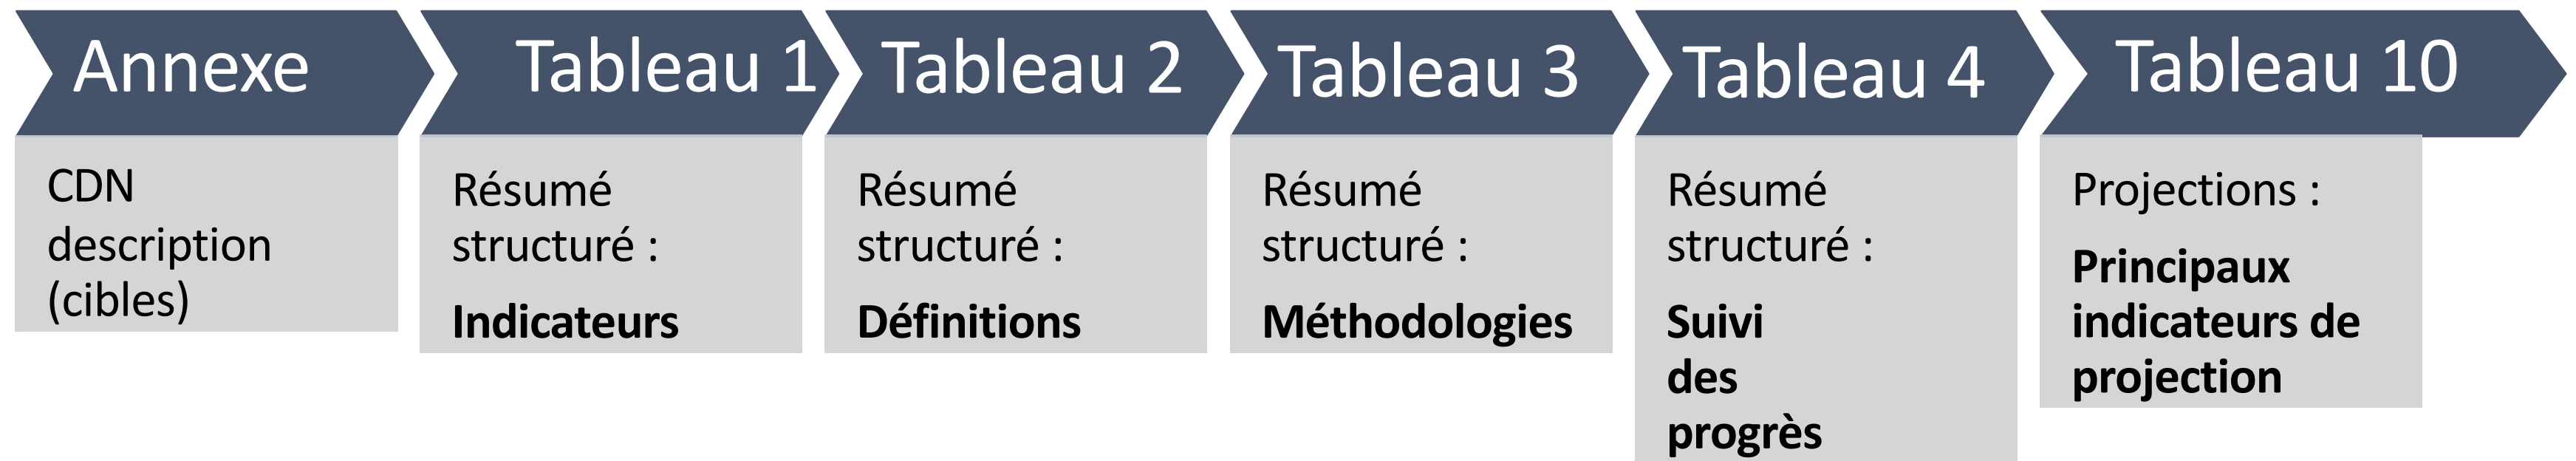 Annexe
CDN
description
(cibles)
Tableau 1
Résumé
structuré :
Indicateurs
Tableau 2
Résumé
structuré :
Définitions
Tableau 3
Résumé
structuré :
Méthodologies
Tableau 4
Résumé
structuré :
Suivi
des
progrès
Tableau 10
Projections :
Principaux
indicateurs de
projection